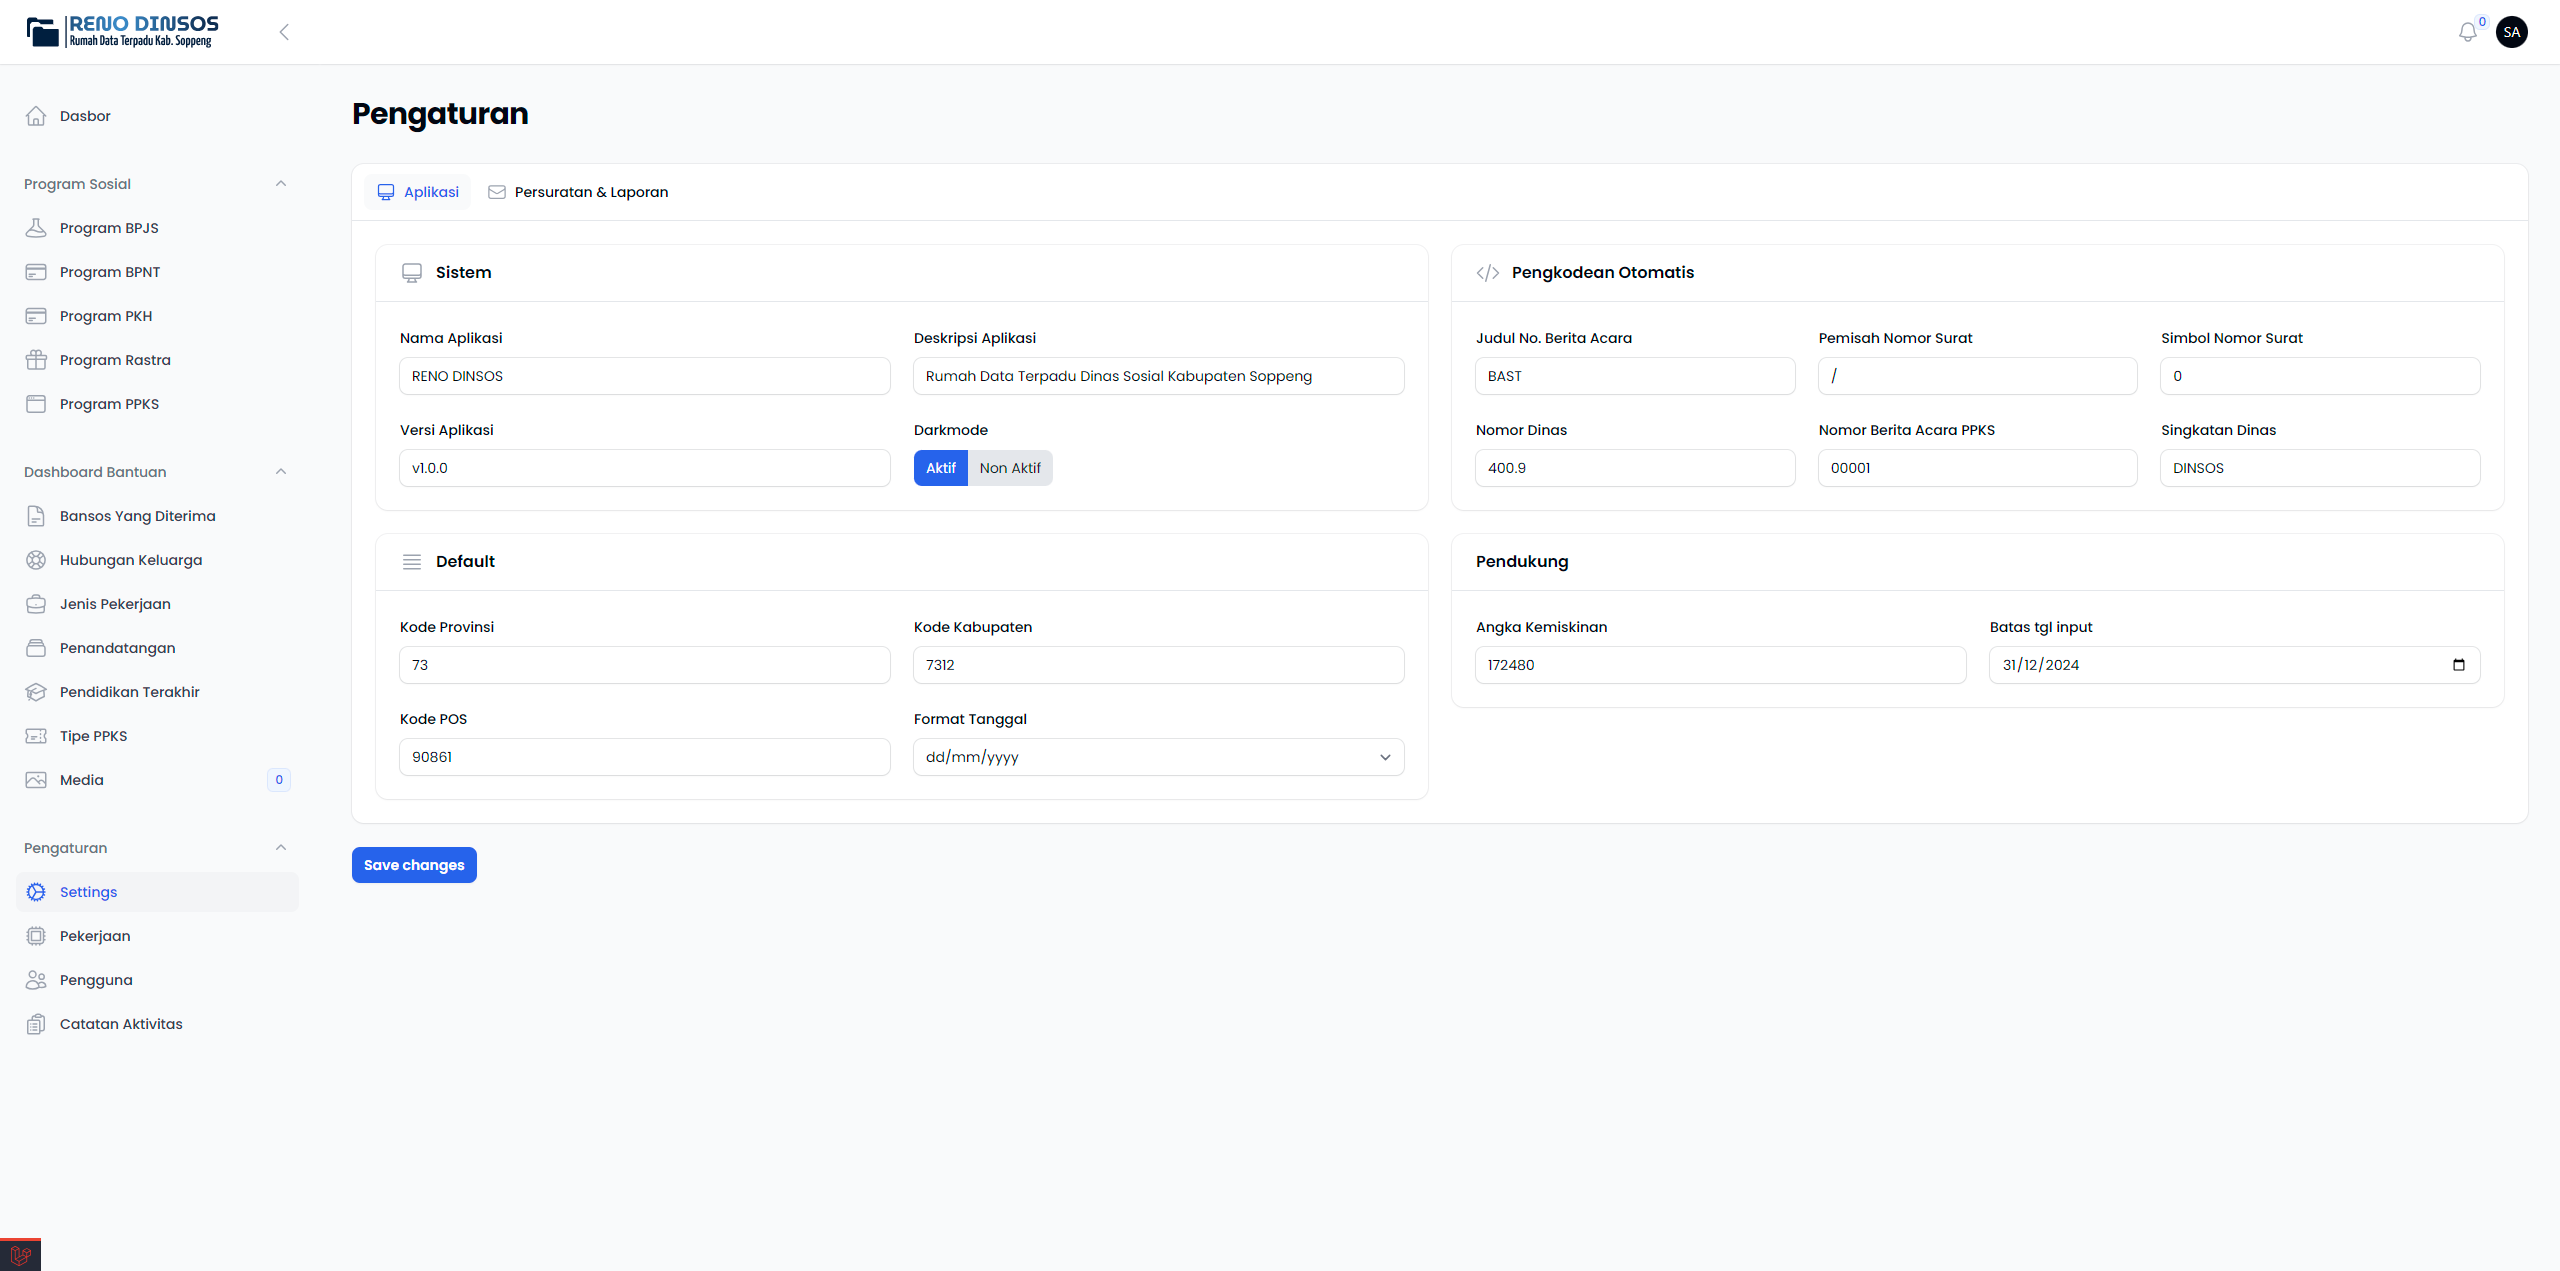 RENO DINSOS
Rumah Data Terpadu Kab. Soppeng
0
SA
Dasbor
Program Sosial
Program BPJS
Program BPNT
Program PKH
Program Rastra
Program PPKS
Dashboard Bantuan
Bansos Yang Diterima
Hubungan Keluarga
Jenis Pekerjaan
Penandatangan
Pendidikan Terakhir
Tipe PPKS
Media 0
Pengaturan
Settings
Pekerjaan
Pengguna
Catatan Aktivitas
Pengaturan
Aplikasi Persuratan & Laporan
Sistem
Nama Aplikasi Deskripsi Aplikasi
RENO DINSOS Rumah Data Terpadu Dinas Sosial Kabupaten Soppeng
Versi Aplikasi Darkmode
v1.0.0 Aktif Non Aktif
Pengkodean Otomatis
Judul No. Berita Acara Pemisah Nomor Surat Simbol Nomor Surat
BAST / 0
Nomor Dinas Nomor Berita Acara PPKS Singkatan Dinas
400.9 00001 DINSOS
Default
Kode Provinsi Kode Kabupaten
73 7312
Kode POS Format Tanggal
90861 dd/mm/yyyy
Pendukung
Angka Kemiskinan Batas tgl input
172480 31/12/2024
Save changes